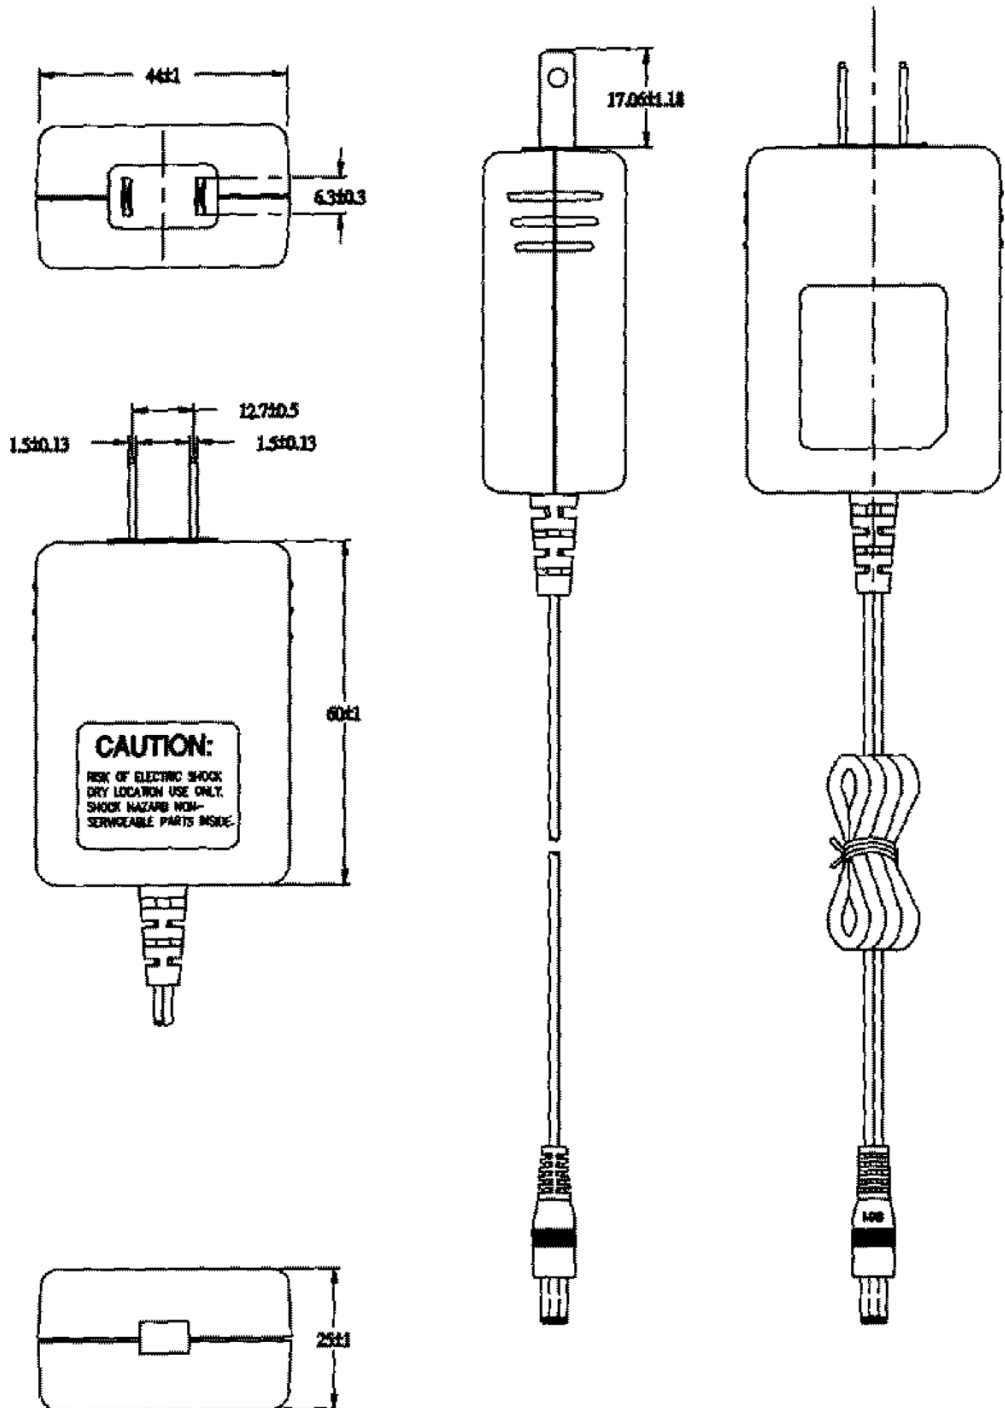 44±1
17.06±1.18
6.3±0.3
12.7±0.5
1.5±0.13 1.5±0.13
60±1
CAUTION:
RISK OF ELECTRIC SHOCK
DRY LOCATION USE ONLY.
SHOCK HAZARD NON-
SERVICEABLE PARTS INSIDE.
25±1